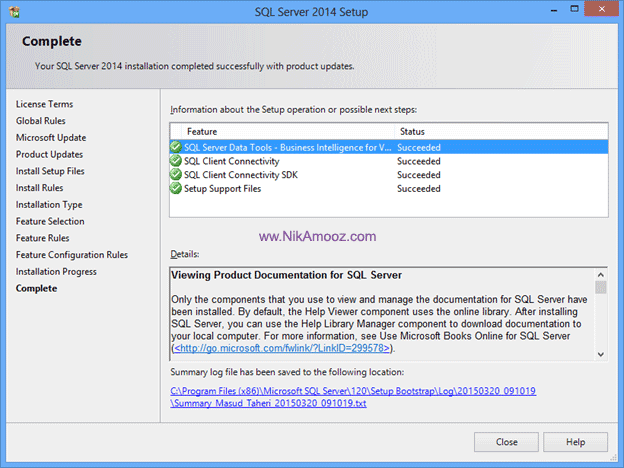 SQL Server 2014 Setup
Complete
Your SQL Server 2014 installation completed successfully with product updates.
License Terms
Global Rules
Microsoft Update
Product Updates
Install Setup Files
Install Rules
Installation Type
Feature Selection
Feature Rules
Feature Configuration Rules
Installation Progress
Complete
Information about the Setup operation or possible next steps:
Feature Status
SQL Server Data Tools - Business Intelligence for V... Succeeded
SQL Client Connectivity Succeeded
SQL Client Connectivity SDK Succeeded
Setup Support Files Succeeded
ww.NikAmooz.com
Details:
Viewing Product Documentation for SQL Server
Only the components that you use to view and manage the documentation for SQL Server have
been installed. By default, the Help Viewer component uses the online library. After installing
SQL Server, you can use the Help Library Manager component to download documentation to
your local computer. For more information, see Use Microsoft Books Online for SQL Server
(<http://go.microsoft.com/fwlink/?LinkID=299578>).
Summary log file has been saved to the following location:
C:\Program Files (x86)\Microsoft SQL Server\120\Setup Bootstrap\Log\20150320_091019
\Summary_Masud_Taheri_20150320_091019.txt
Close Help